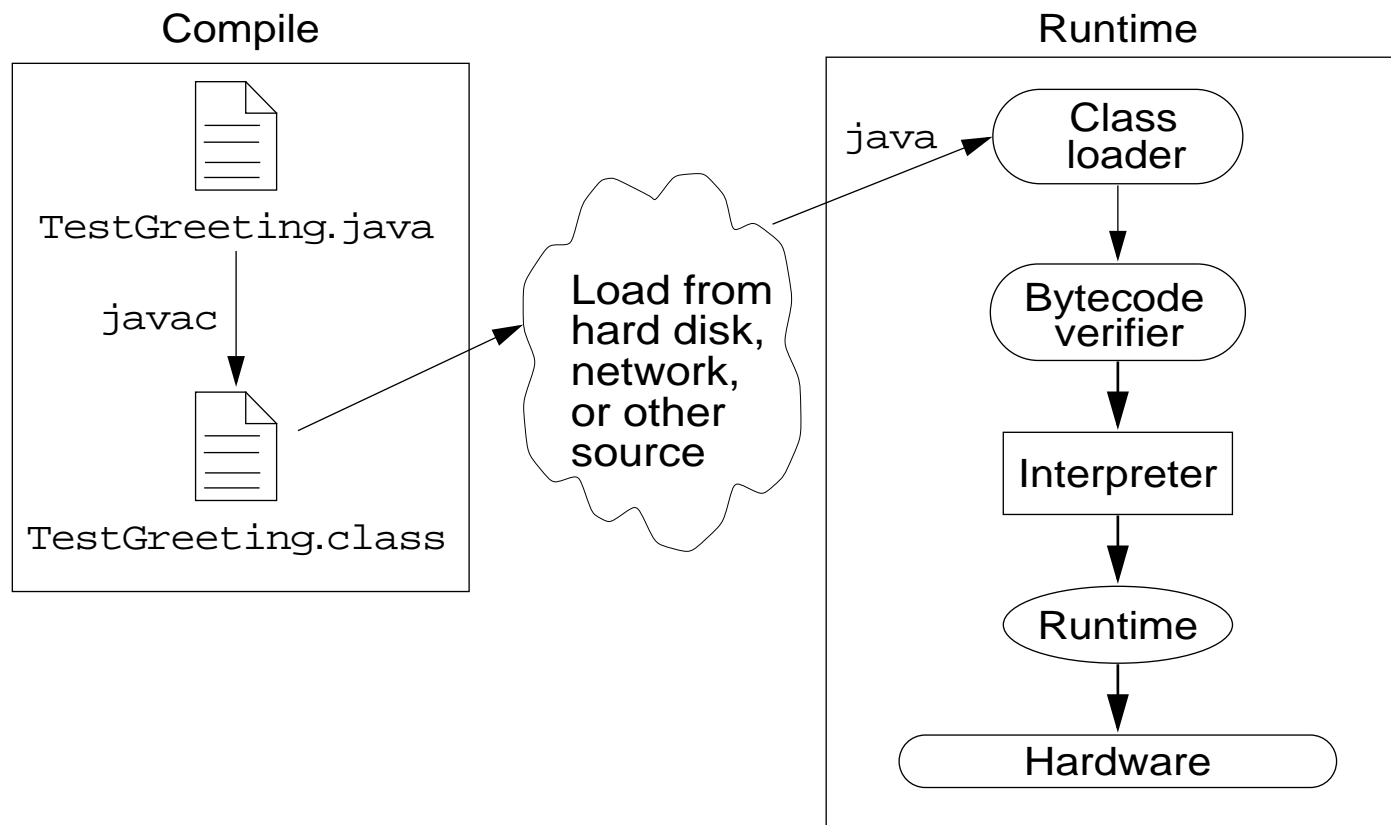 Compile
TestGreeting.java
javac
TestGreeting.class
Load from
hard disk,
network,
or other
source
Runtime
java
Class
loader
Bytecode
verifier
Interpreter
Runtime
Hardware